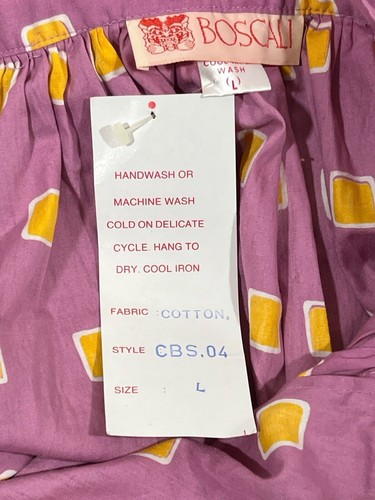 BOSCALI
WASH
(L)
HANDWASH OR
MACHINE WASH
COLD ON DELICATE
CYCLE. HANG TO
DRY. COOL IRON
FABRIC : COTTON.
STYLE CBS.04
SIZE : L